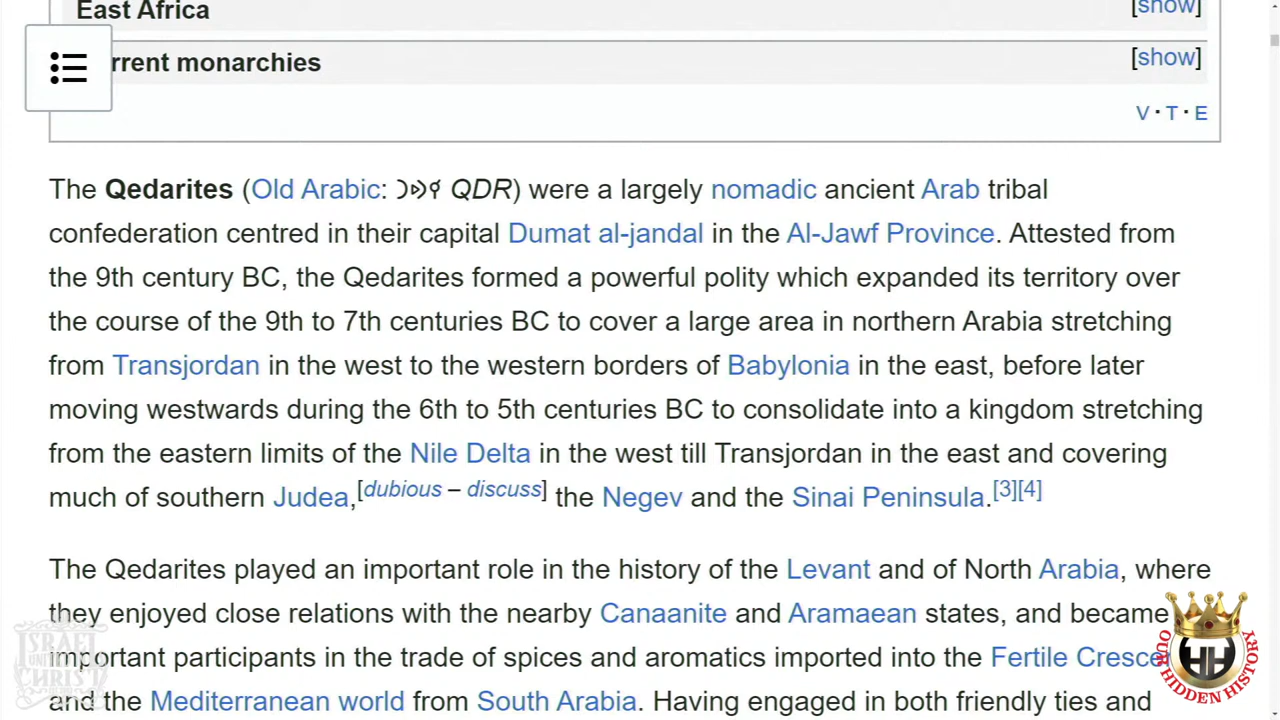 East Africa [show]
rrent monarchies [show]
V · T · E
The Qedarites (Old Arabic: QDR) were a largely nomadic ancient Arab tribal
confederation centred in their capital Dumat al-jandal in the Al-Jawf Province. Attested from
the 9th century BC, the Qedarites formed a powerful polity which expanded its territory over
the course of the 9th to 7th centuries BC to cover a large area in northern Arabia stretching
from Transjordan in the west to the western borders of Babylonia in the east, before later
moving westwards during the 6th to 5th centuries BC to consolidate into a kingdom stretching
from the eastern limits of the Nile Delta in the west till Transjordan in the east and covering
much of southern Judea,[dubious – discuss] the Negev and the Sinai Peninsula.[3][4]
The Qedarites played an important role in the history of the Levant and of North Arabia, where
they enjoyed close relations with the nearby Canaanite and Aramaean states, and became
important participants in the trade of spices and aromatics imported into the Fertile Cresce
and the Mediterranean world from South Arabia. Having engaged in both friendly ties and
ISRAEL
UNITED IN
CHRIST
OUR HIDDEN HISTORY
HH